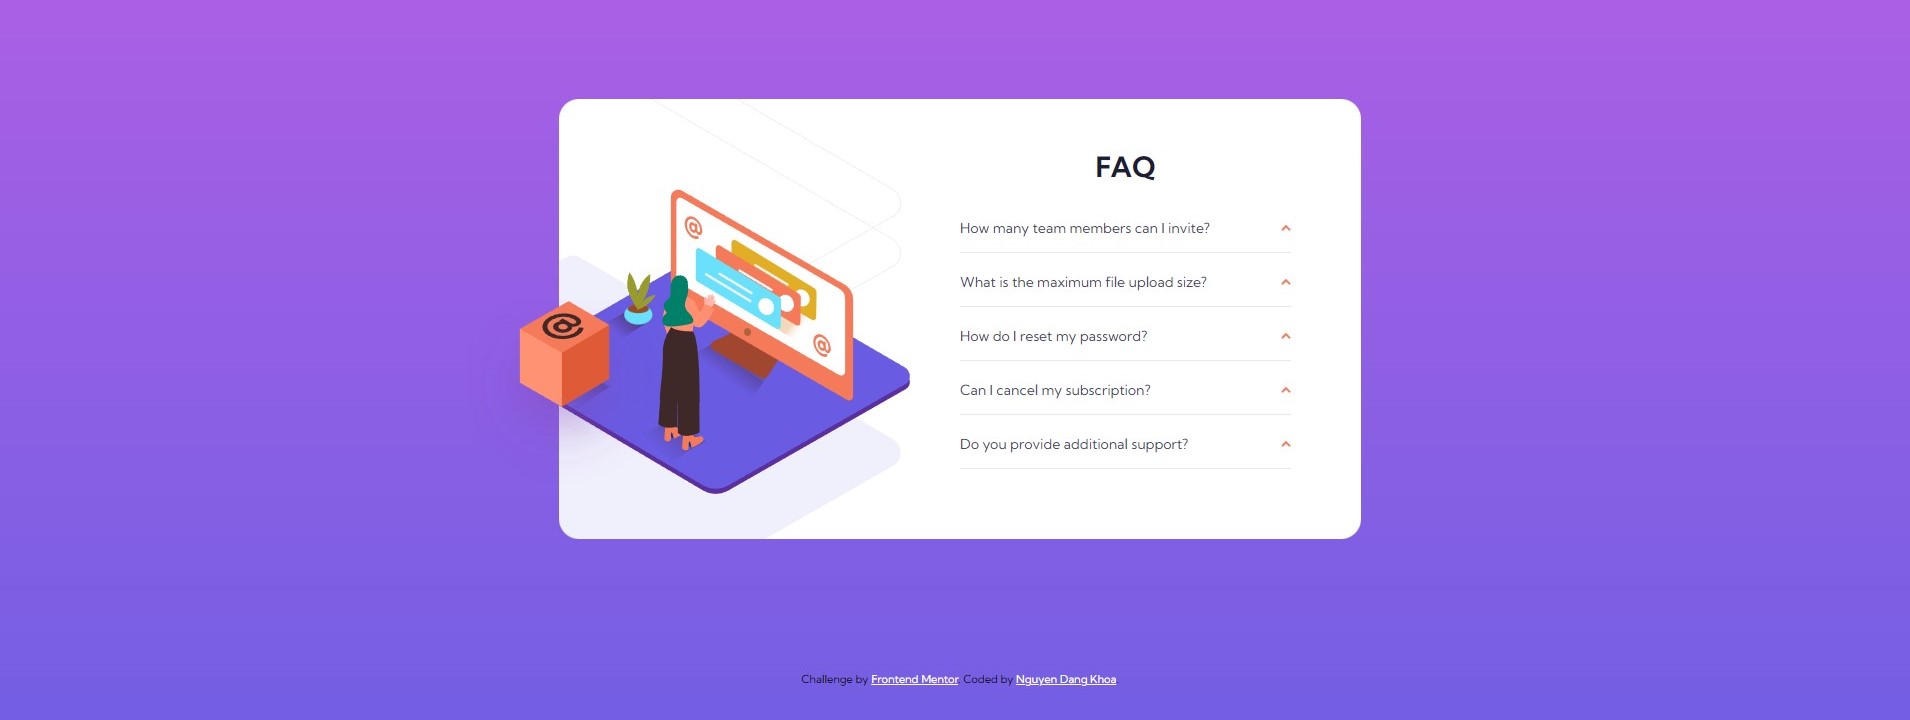 FAQ
How many team members can I invite?
What is the maximum file upload size?
How do I reset my password?
Can I cancel my subscription?
Do you provide additional support?
@
@
@
Challenge by Frontend Mentor. Coded by Nguyen Dang Khoa